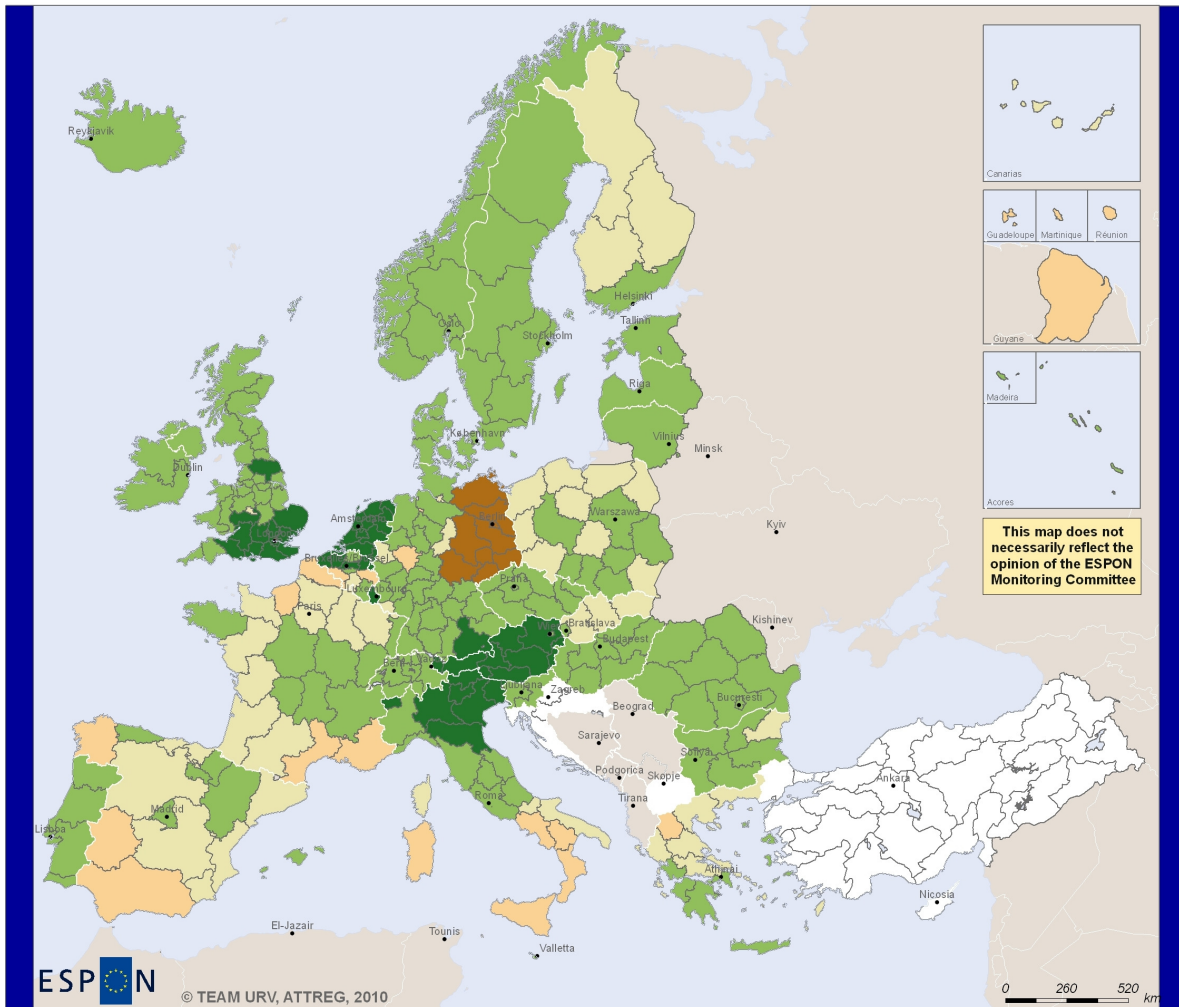 Reykjavik
Canarias
Guadeloupe
Martinique
Réunion
Guyane
Madeira
Acores
This map does not
necessarily reflect the
opinion of the ESPON
Monitoring Committee
Oslo
Stockholm
Helsinki
Tallinn
Riga
Vilnius
Minsk
København
Dublin
Amsterdam
Berlin
Warszawa
Kyiv
Luxembourg
Praha
Paris
Bratislava
Budapest
Kishinev
Bern
Ljubljana
Zagreb
Bucuresti
Beograd
Sarajevo
Podgorica
Skopje
Tirana
Ankara
Madrid
Roma
Lisboa
Athinai
Nicosia
El-Jazair
Tounis
Valletta
ESPON
© TEAM URV, ATTREG, 2010
0 260 520
km